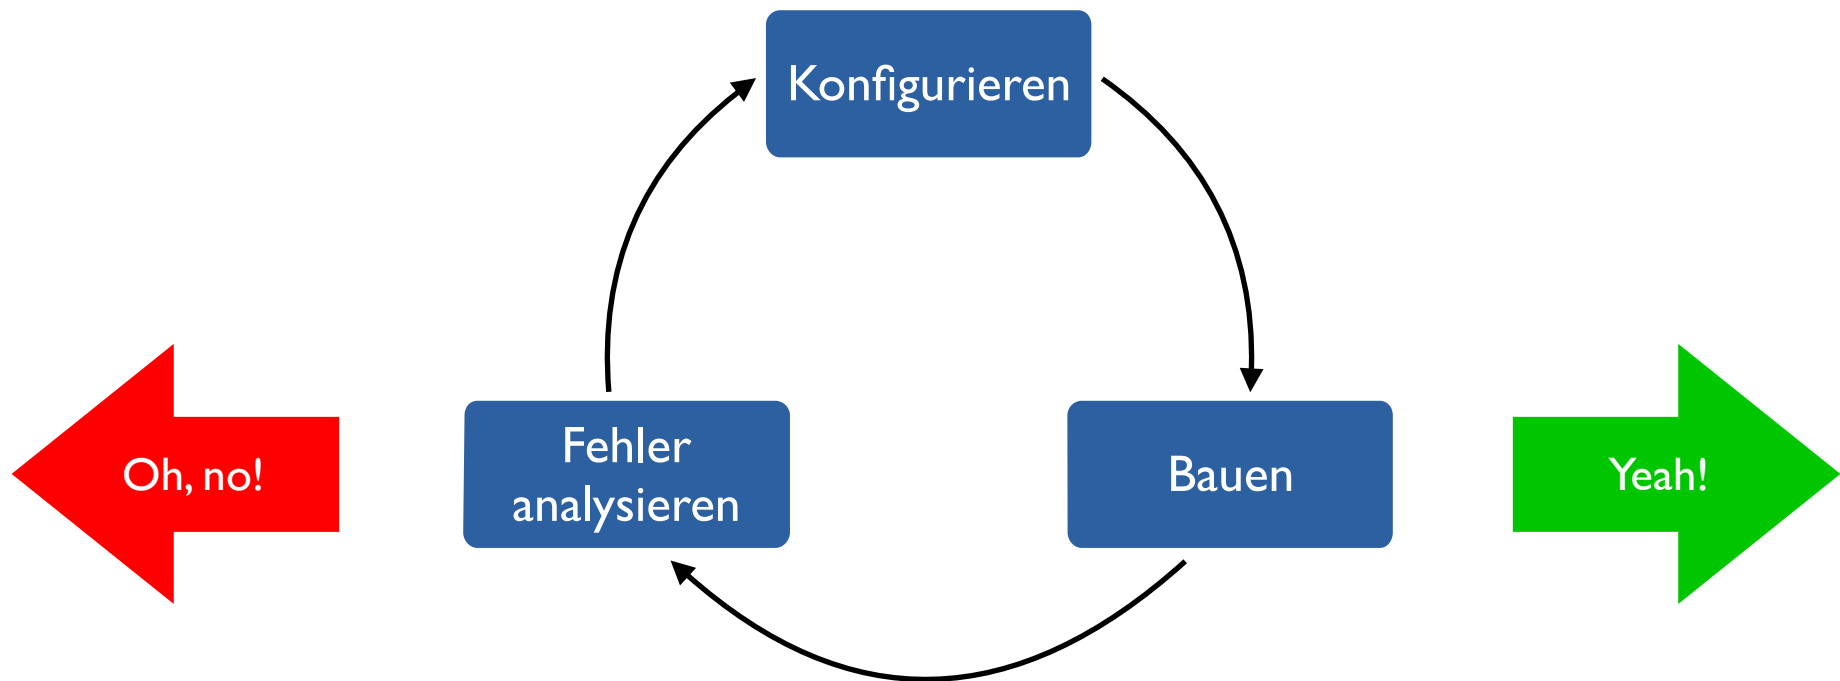 Konfigurieren
Oh, no!
Fehler
analysieren
Bauen
Yeah!